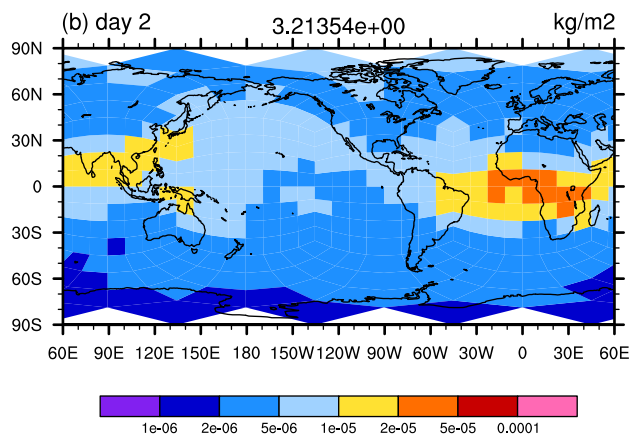 (b) day 2 3.21354e+00 kg/m2
90N
60N
30N
0
30S
60S
90S
60E 90E 120E 150E 180 150W 120W 90W 60W 30W 0 30E 60E
1e-06 2e-06 5e-06 1e-05 2e-05 5e-05 0.0001